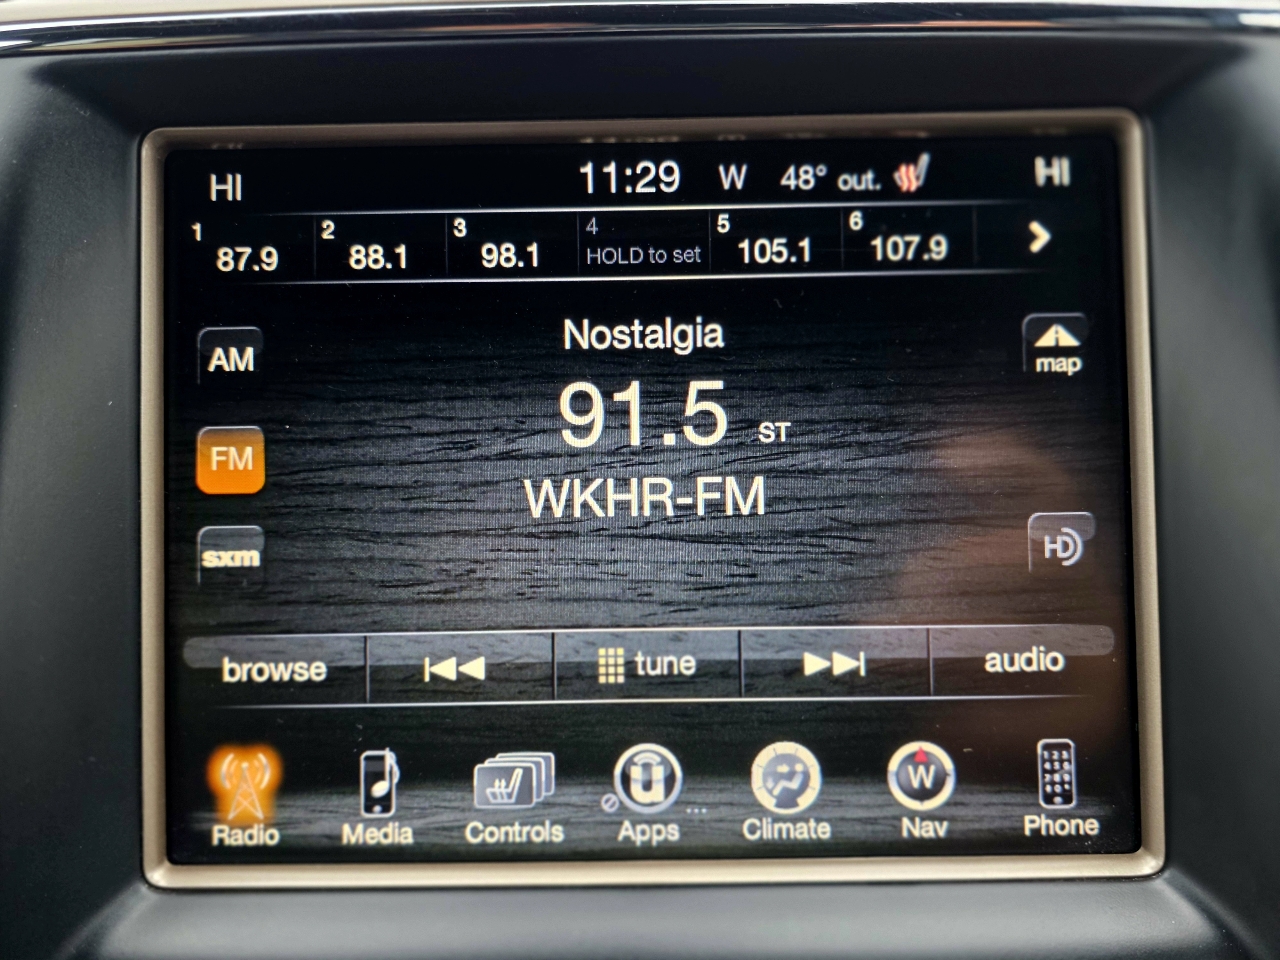 HI 11:29 W 48° out. HI
1 87.9 2 88.1 3 98.1 4 HOLD to set 5 105.1 6 107.9
Nostalgia
AM
map
91.5 ST
FM
WKHR-FM
sxm
HD
browse tune audio
W
Radio Media Controls Apps Climate Nav Phone